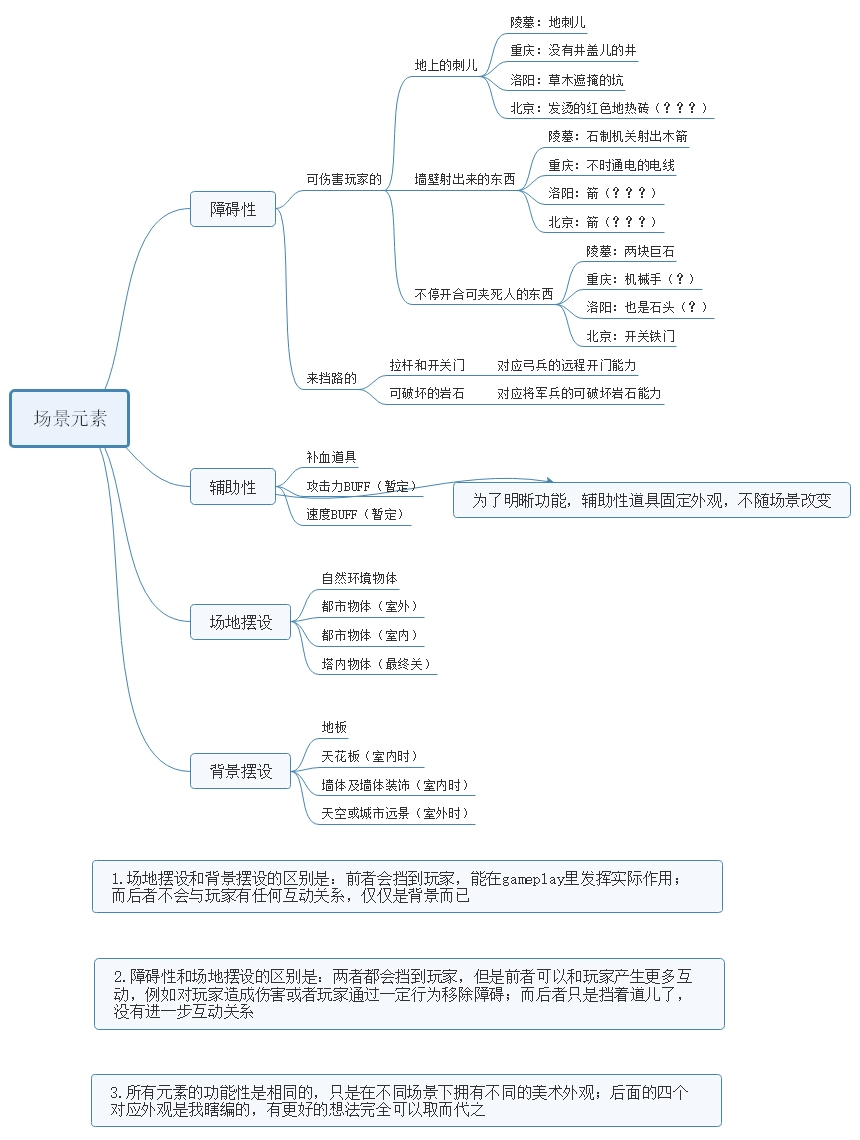 场景元素
障碍性
可伤害玩家的
地上的刺儿
陵墓：地刺儿
重庆：没有井盖儿的井
洛阳：草木遮掩的坑
北京：发烫的红色地热砖（？？？）
墙壁射出来的东西
陵墓：石制机关射出木箭
重庆：不时通电的电线
洛阳：箭（？？？）
北京：箭（？？？）
不停开合可夹死人的东西
陵墓：两块巨石
重庆：机械手（？）
洛阳：也是石头（？）
北京：开关铁门
来挡路的
拉杆和开关门
对应弓兵的远程开门能力
可破坏的岩石
对应将军兵的可破坏岩石能力
辅助性
补血道具
攻击力BUFF（暂定）
速度BUFF（暂定）
为了明晰功能，辅助性道具固定外观，不随场景改变
场地摆设
自然环境物体
都市物体（室外）
都市物体（室内）
塔内物体（最终关）
背景摆设
地板
天花板（室内时）
墙体及墙体装饰（室内时）
天空或城市远景（室外时）
1.场地摆设和背景摆设的区别是：前者会挡到玩家，能在gameplay里发挥实际作用；
而后者不会与玩家有任何互动关系，仅仅是背景而已
2.障碍性和场地摆设的区别是：两者都会挡到玩家，但是前者可以和玩家产生更多互
动，例如对玩家造成伤害或者玩家通过一定行为移除障碍；而后者只是挡着道儿了，
没有进一步互动关系
3.所有元素的功能性是相同的，只是在不同场景下拥有不同的美术外观；后面的四个
对应外观是我瞎编的，有更好的想法完全可以取而代之